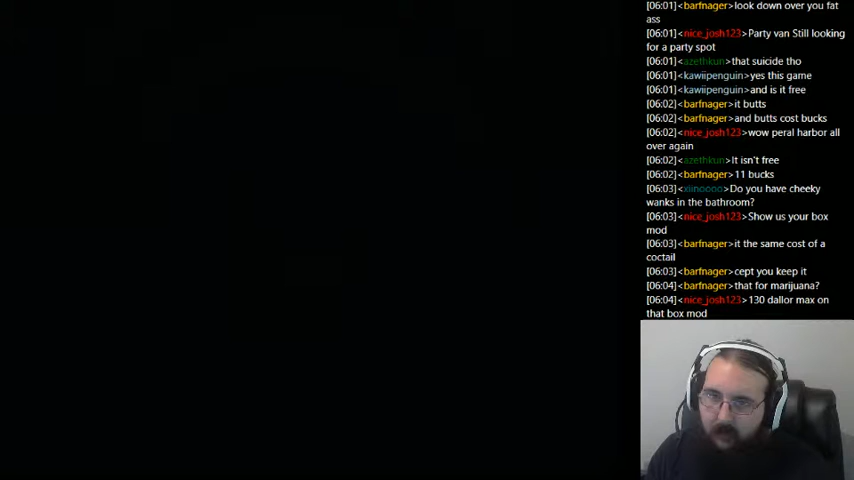 [06:01]<barfnager>look down over you fat
ass
[06:01]<nice_josh123>Party van Still looking
for a party spot
[06:01]<azethkun>that suicide tho
[06:01]<kawiipenguin>yes this game
[06:01]<kawiipenguin>and is it free
[06:02]<barfnager>it butts
[06:02]<barfnager>and butts cost bucks
[06:02]<nice_josh123>wow peral harbor all
over again
[06:02]<azethkun>It isn't free
[06:02]<barfnager>11 bucks
[06:03]<xiinoooo>Do you have cheeky
wanks in the bathroom?
[06:03]<nice_josh123>Show us your box
mod
[06:03]<barfnager>it the same cost of a
coctail
[06:03]<barfnager>cept you keep it
[06:04]<barfnager>that for marijuana?
[06:04]<nice_josh123>130 dallor max on
that box mod